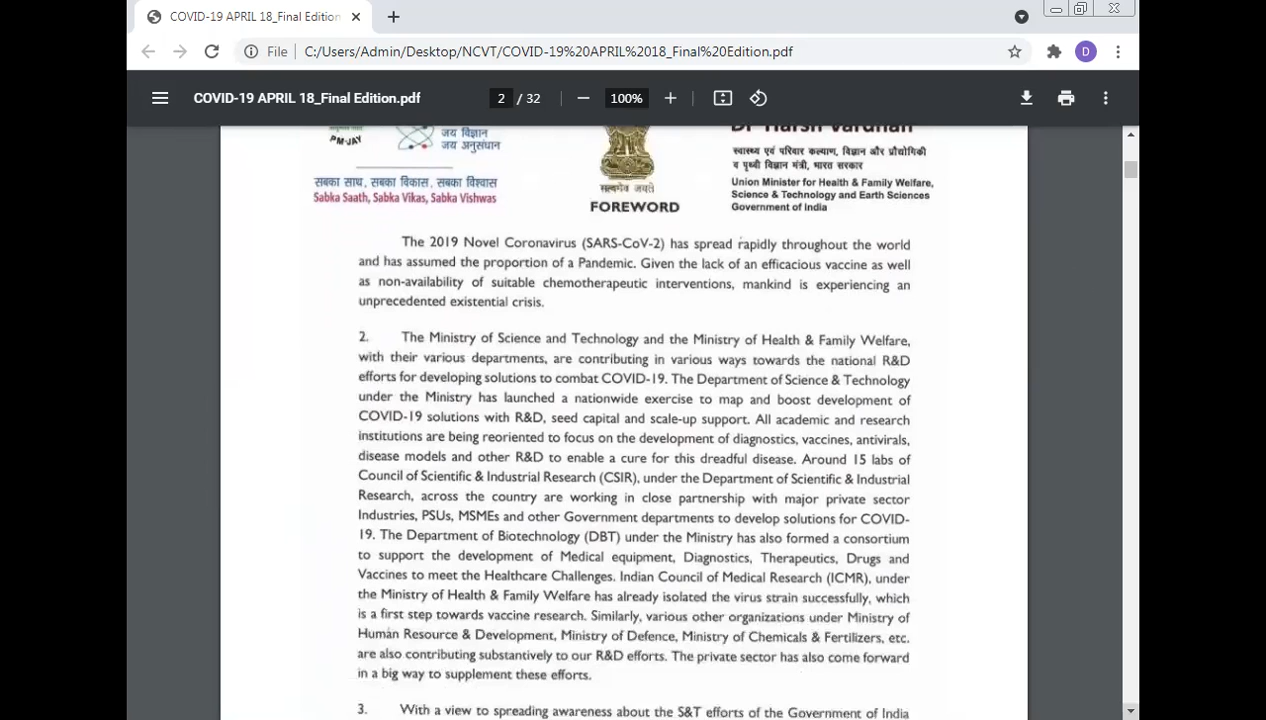 COVID-19 APRIL 18_Final Edition
File C:/Users/Admin/Desktop/NCVT/COVID-19%20APRIL%2018_Final%20Edition.pdf
D
COVID-19 APRIL 18_Final Edition.pdf
2 / 32
100%
Dr Harsh Vardhan
PM-JAY
जय विज्ञान
जय अनुसंधान
स्वास्थ्य एवं परिवार कल्याण, विज्ञान और प्रौद्योगिकी
व पृथ्वी विज्ञान मंत्री, भारत सरकार
सबका साथ, सबका विकास, सबका विश्वास
Sabka Saath, Sabka Vikas, Sabka Vishwas
सत्यमेव जयते
FOREWORD
Union Minister for Health & Family Welfare,
Science & Technology and Earth Sciences
Government of India
The 2019 Novel Coronavirus (SARS-CoV-2) has spread rapidly throughout the world
and has assumed the proportion of a Pandemic. Given the lack of an efficacious vaccine as well
as non-availability of suitable chemotherapeutic interventions, mankind is experiencing an
unprecedented existential crisis.
2. The Ministry of Science and Technology and the Ministry of Health & Family Welfare,
with their various departments, are contributing in various ways towards the national R&D
efforts for developing solutions to combat COVID-19. The Department of Science & Technology
under the Ministry has launched a nationwide exercise to map and boost development of
COVID-19 solutions with R&D, seed capital and scale-up support. All academic and research
institutions are being reoriented to focus on the development of diagnostics, vaccines, antivirals,
disease models and other R&D to enable a cure for this dreadful disease. Around 15 labs of
Council of Scientific & Industrial Research (CSIR), under the Department of Scientific & Industrial
Research, across the country are working in close partnership with major private sector
Industries, PSUs, MSMEs and other Government departments to develop solutions for COVID-
19. The Department of Biotechnology (DBT) under the Ministry has also formed a consortium
to support the development of Medical equipment, Diagnostics, Therapeutics, Drugs and
Vaccines to meet the Healthcare Challenges. Indian Council of Medical Research (ICMR), under
the Ministry of Health & Family Welfare has already isolated the virus strain successfully, which
is a first step towards vaccine research. Similarly, various other organizations under Ministry of
Human Resource & Development, Ministry of Defence, Ministry of Chemicals & Fertilizers, etc.
are also contributing substantively to our R&D efforts. The private sector has also come forward
in a big way to supplement these efforts.
3. With a view to spreading awareness about the S&T efforts of the Government of India